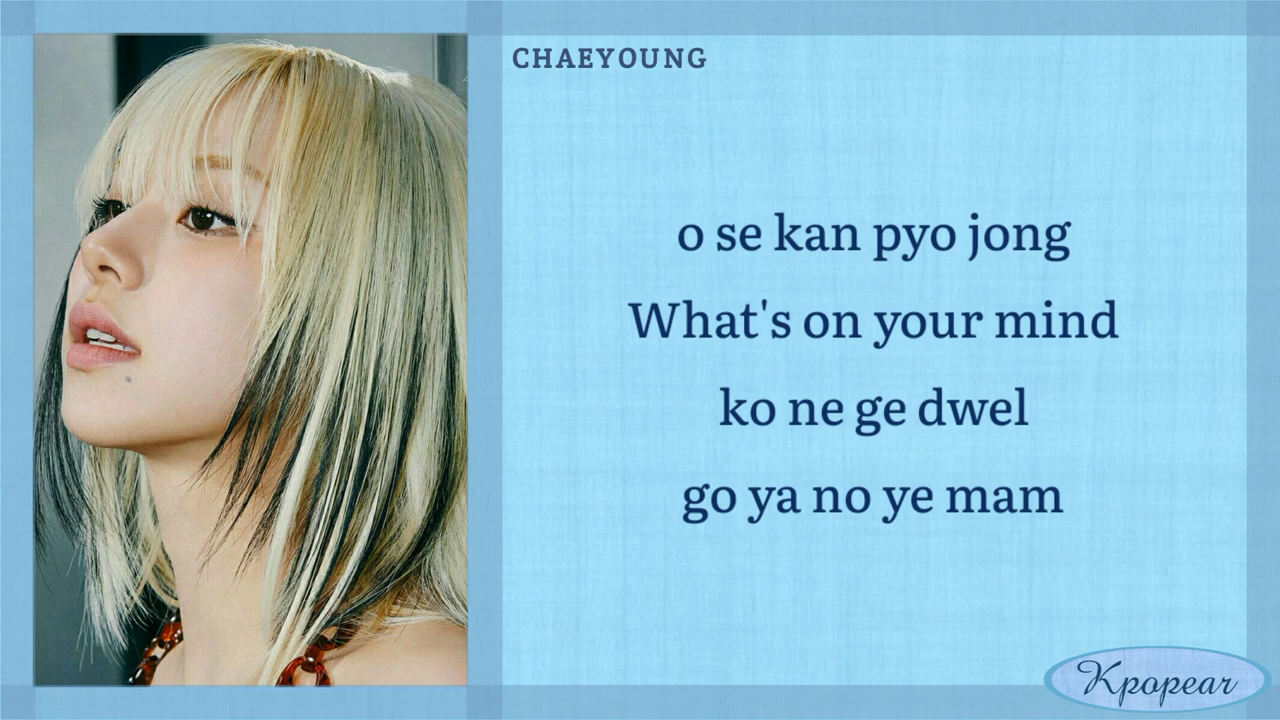 CHAEYOUNG
o se kan pyo jong
What's on your mind
ko ne ge dwel
go ya no ye mam
Kpopear